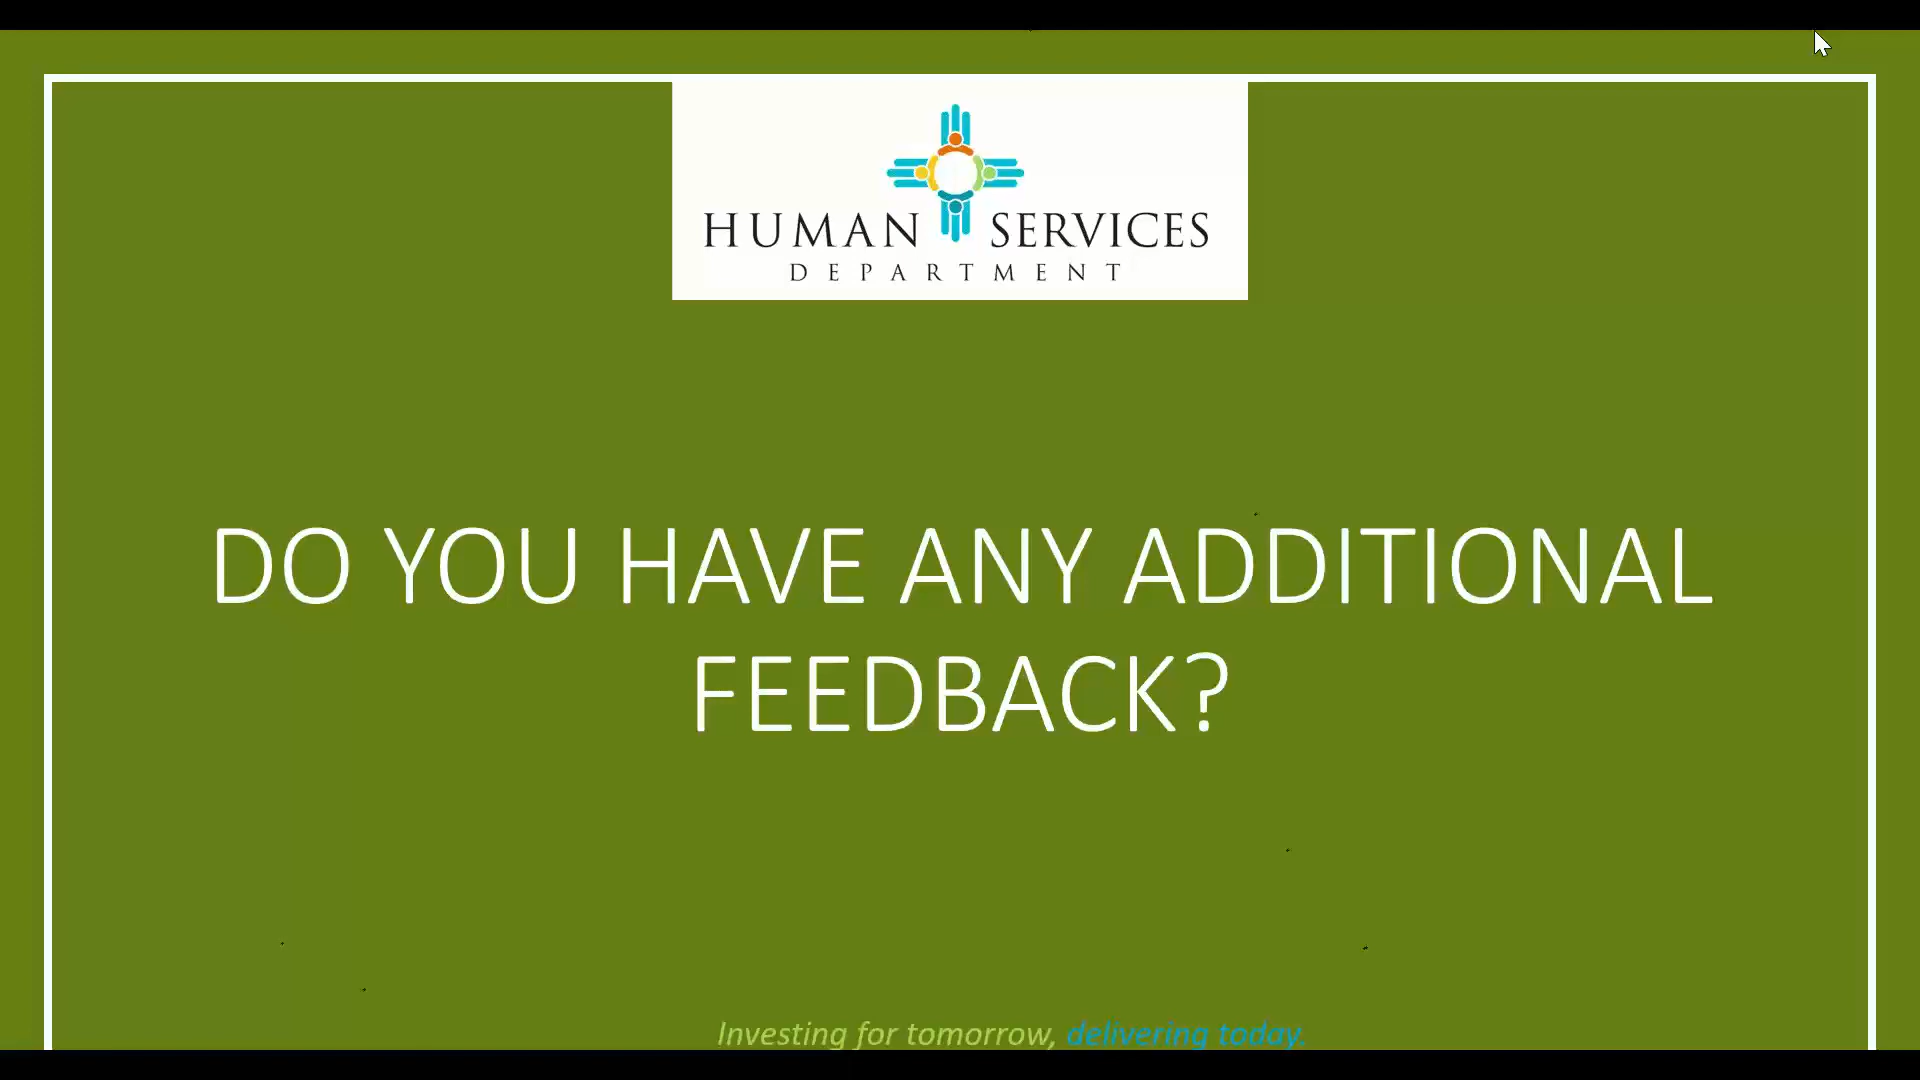 HUMAN SERVICES
DEPARTMENT
DO YOU HAVE ANY ADDITIONAL
FEEDBACK?
Investing for tomorrow, delivering today.